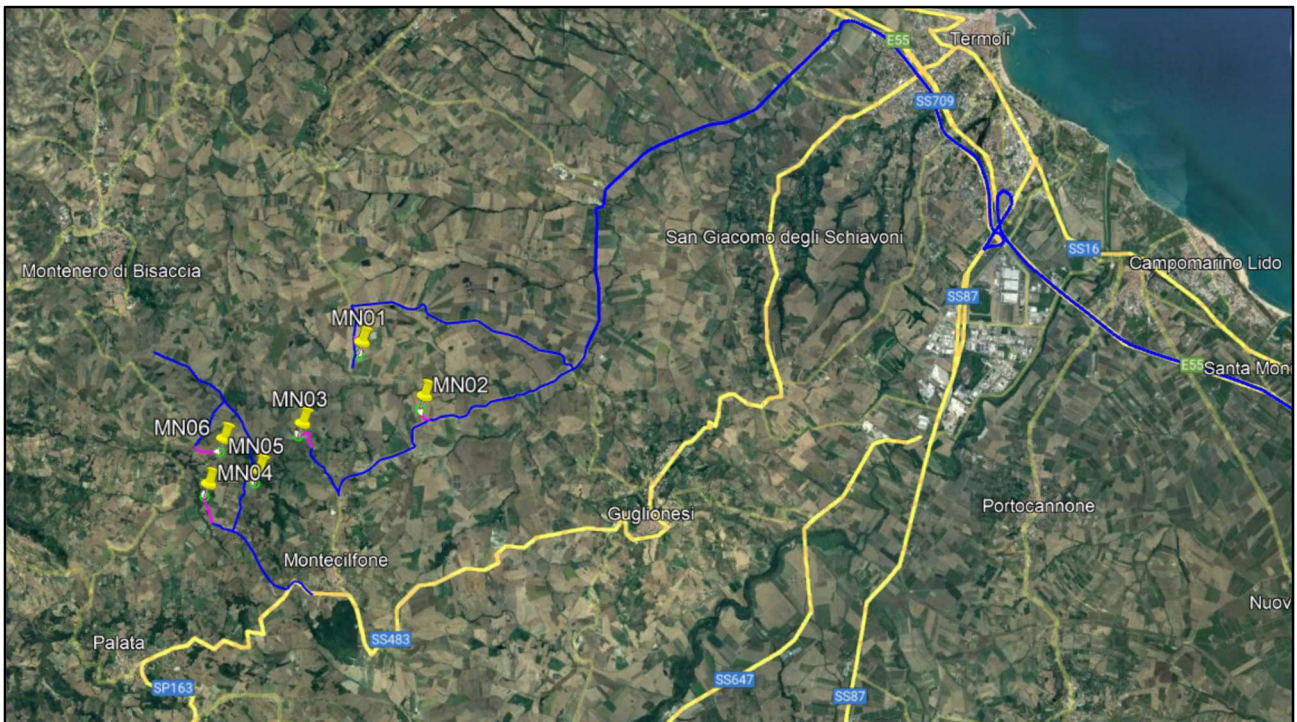 Termoli
E55
SS709
San Giacomo degli Schiavoni
SS16
Campomarino Lido
Montenero di Bisaccia
SS87
MN01
E55
Santa Mon
MN02
MN03
MN06
MN05
MN04
Portocannone
Guglionesi
Montecilfone
Nuov
Palata
SS483
SS647
SP163
SS87